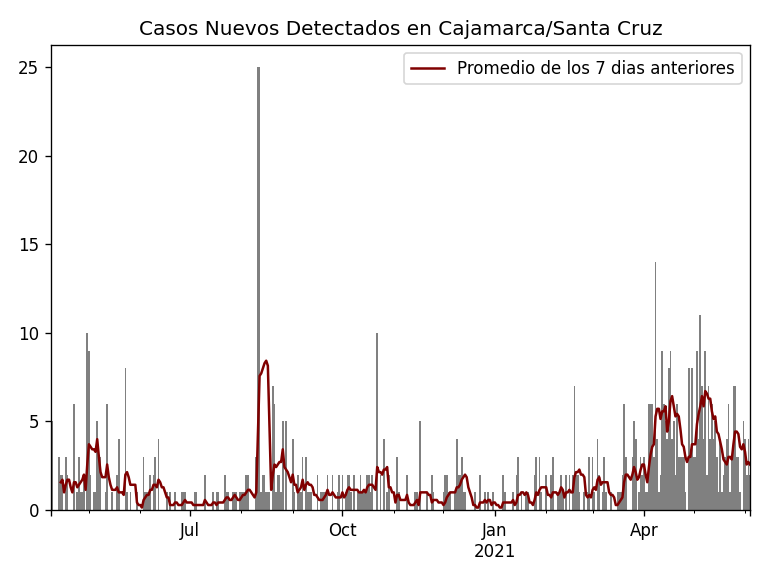 Casos Nuevos Detectados en Cajamarca/Santa Cruz
Promedio de los 7 dias anteriores
25
20
15
10
5
0
Jul
Oct
Jan
2021
Apr